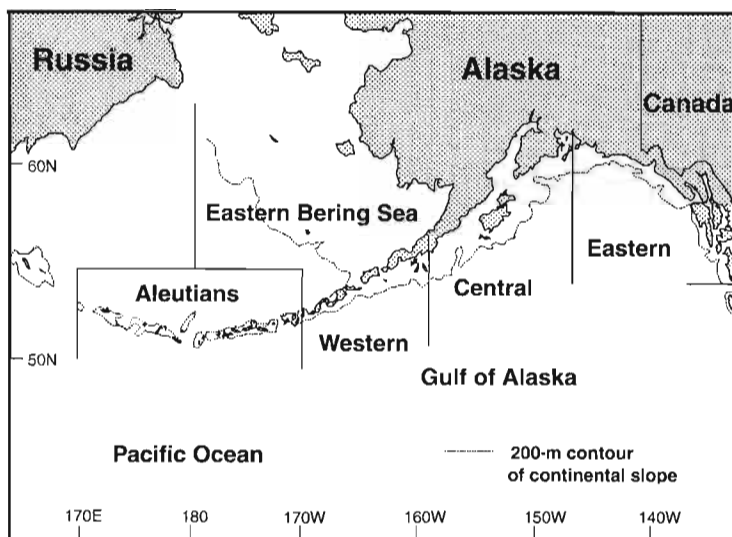 Russia
Alaska
Canada
60N
Eastern Bering Sea
Eastern
Aleutians
Central
Western
50N
Gulf of Alaska
Pacific Ocean
200-m contour
of continental slope
170E 180 170W 160W 150W 140W